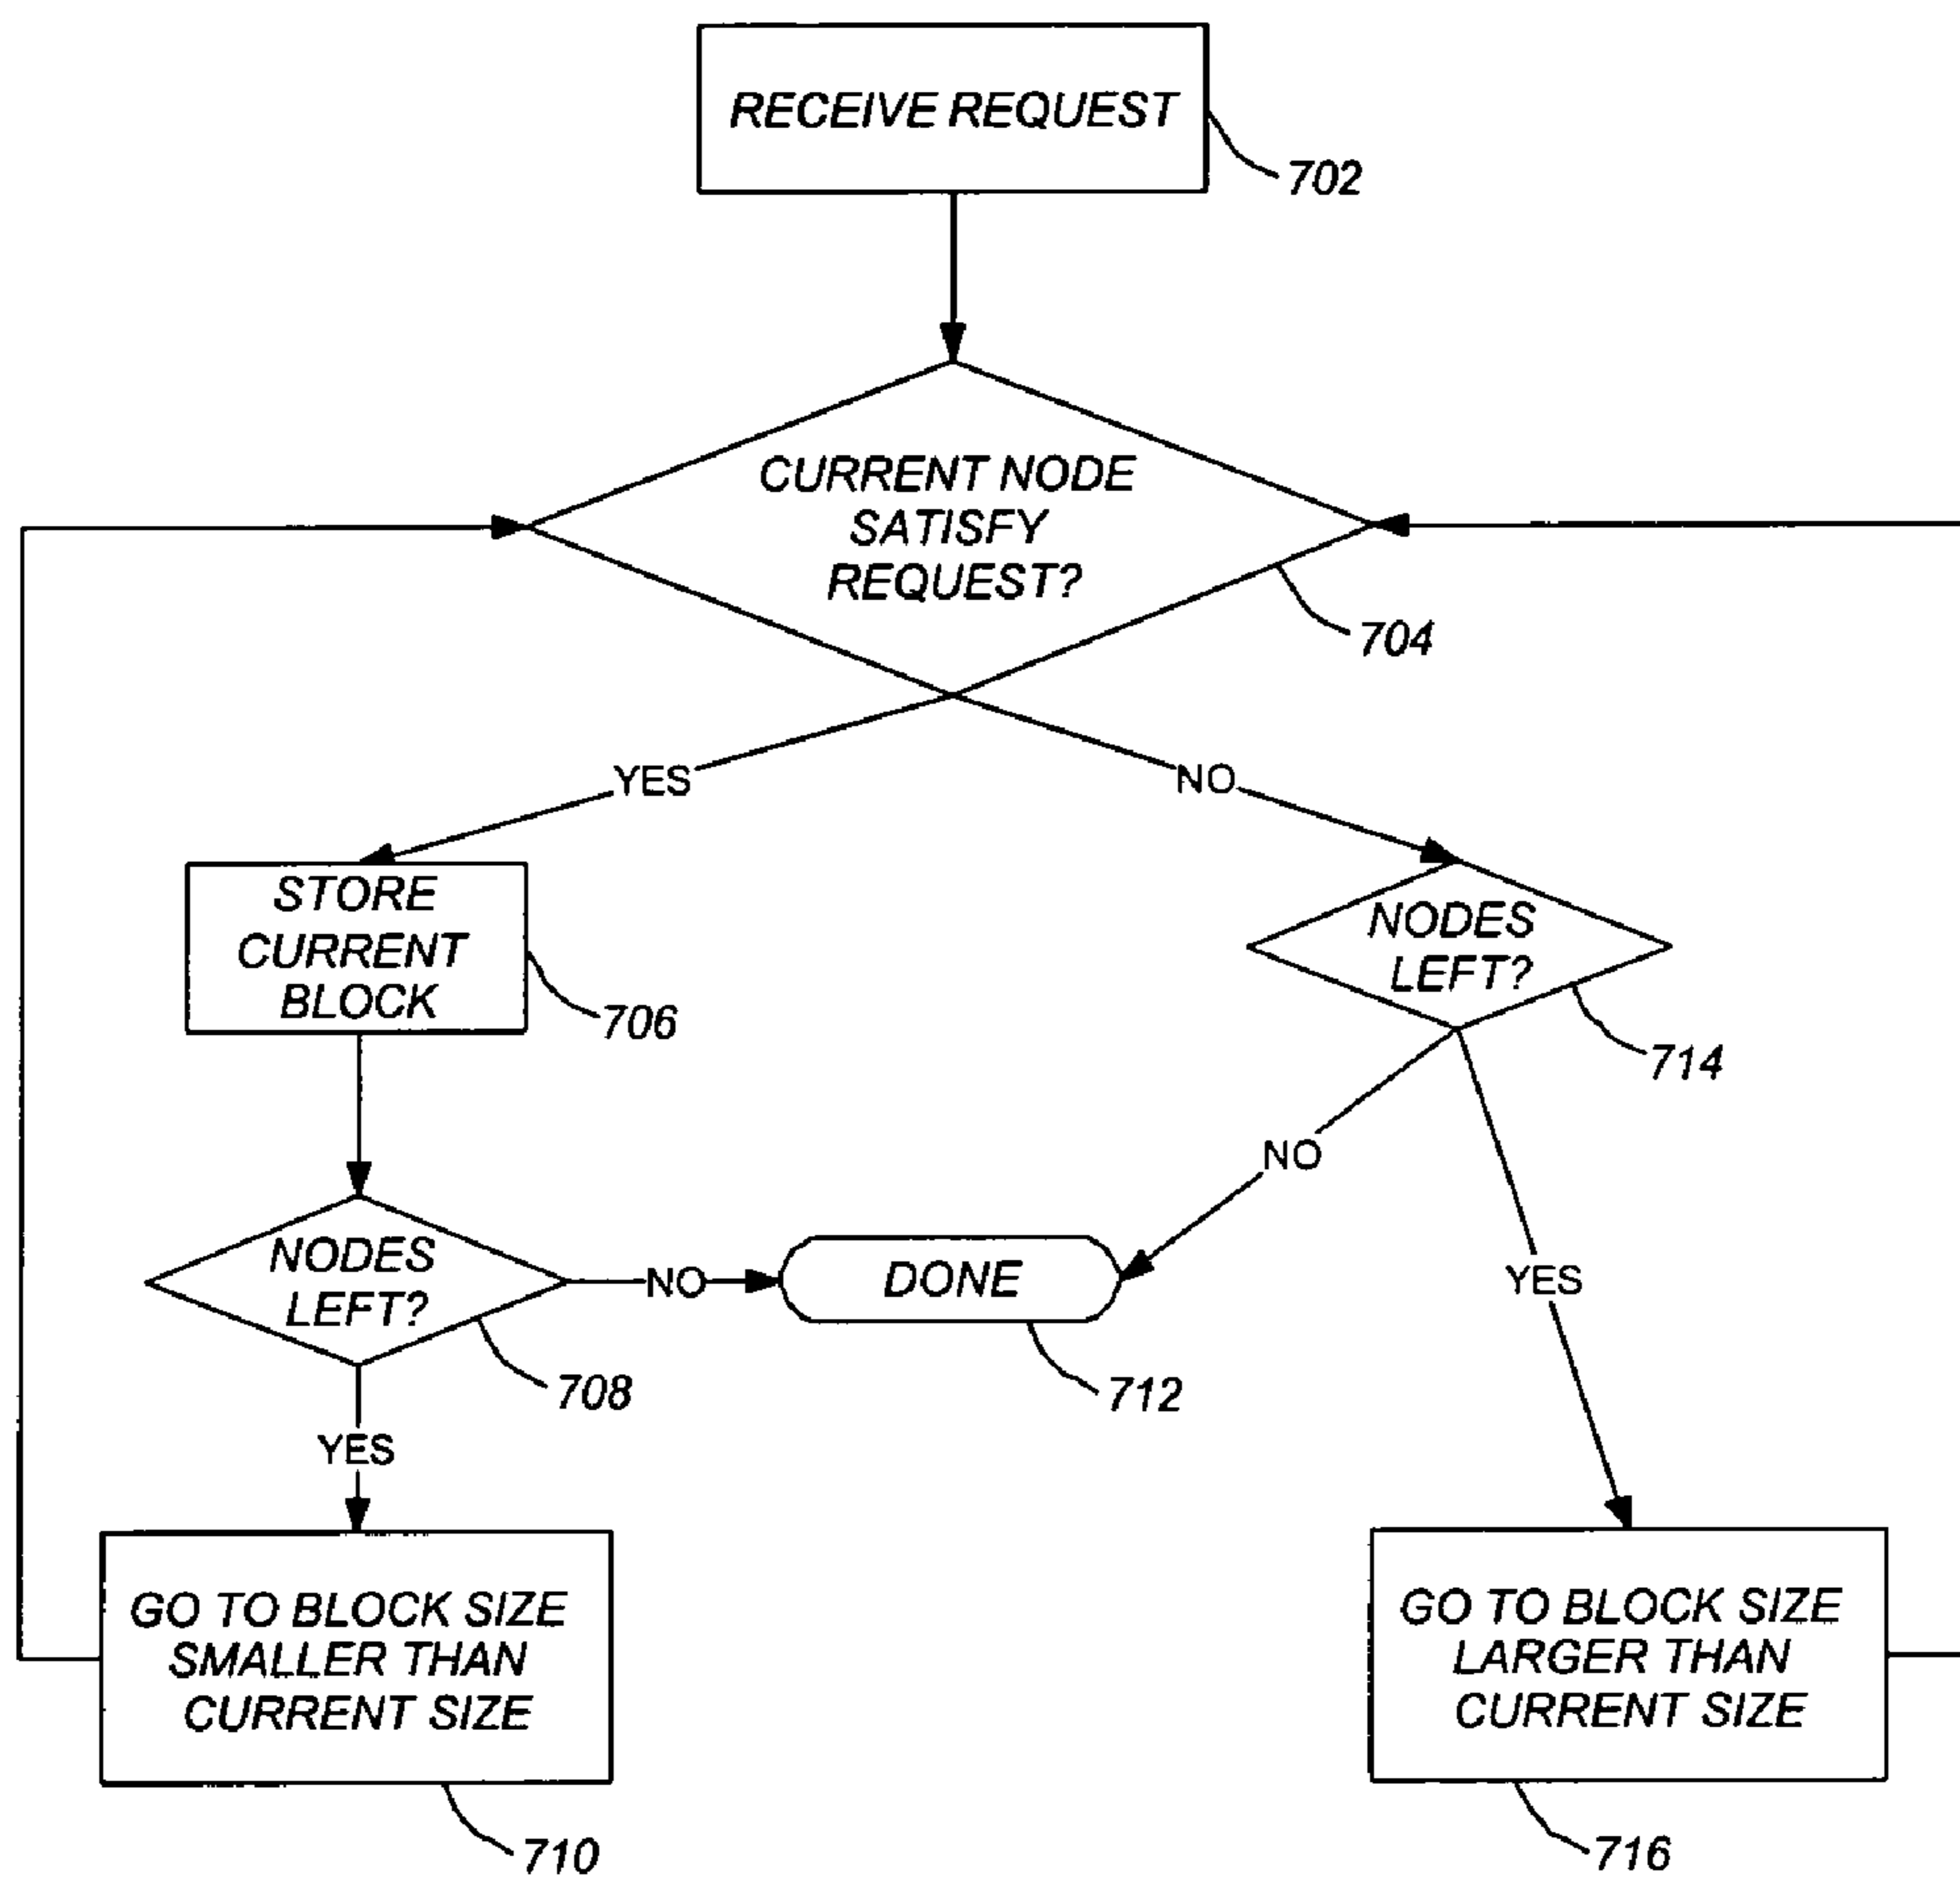 RECEIVE REQUEST
702
CURRENT NODE
SATISFY
REQUEST?
704
YES
NO
STORE
CURRENT
BLOCK
706
NODES
LEFT?
714
NO
NODES
LEFT?
708
NO
DONE
712
YES
YES
GO TO BLOCK SIZE
SMALLER THAN
CURRENT SIZE
710
GO TO BLOCK SIZE
LARGER THAN
CURRENT SIZE
716